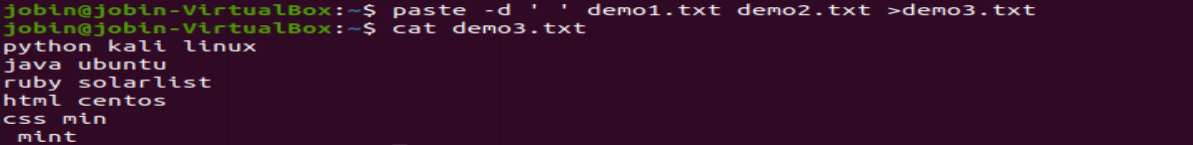 jobin@jobin-VirtualBox:~$ paste -d ' ' demo1.txt demo2.txt >demo3.txt
jobin@jobin-VirtualBox:~$ cat demo3.txt
python kali linux
java ubuntu
ruby solarlist
html centos
css min
 mint